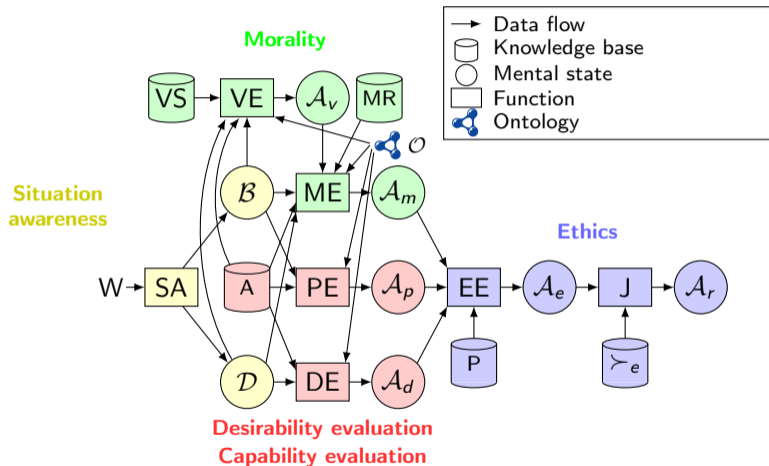 Morality
Data flow
Knowledge base
Mental state
Function
Ontology
VS VE 𝒜v MR
𝒪
Situation
awareness
ℬ ME 𝒜m
Ethics
W SA A PE 𝒜p EE 𝒜e J 𝒜r
P ≻e
𝒟 DE 𝒜d
Desirability evaluation
Capability evaluation